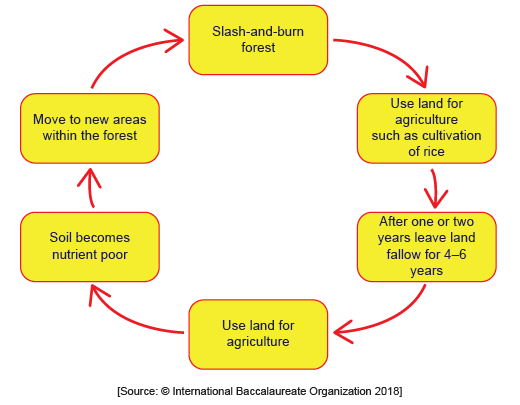 Slash-and-burn
forest
Use land for
agriculture
such as cultivation
of rice
After one or two
years leave land
fallow for 4–6
years
Use land for
agriculture
Soil becomes
nutrient poor
Move to new areas
within the forest
[Source: © International Baccalaureate Organization 2018]